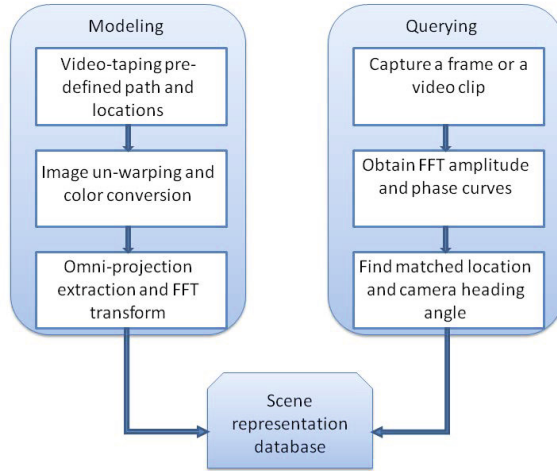 Modeling
Video-taping pre-
defined path and
locations
Image un-warping and
color conversion
Omni-projection
extraction and FFT
transform
Querying
Capture a frame or a
video clip
Obtain FFT amplitude
and phase curves
Find matched location
and camera heading
angle
Scene
representation
database